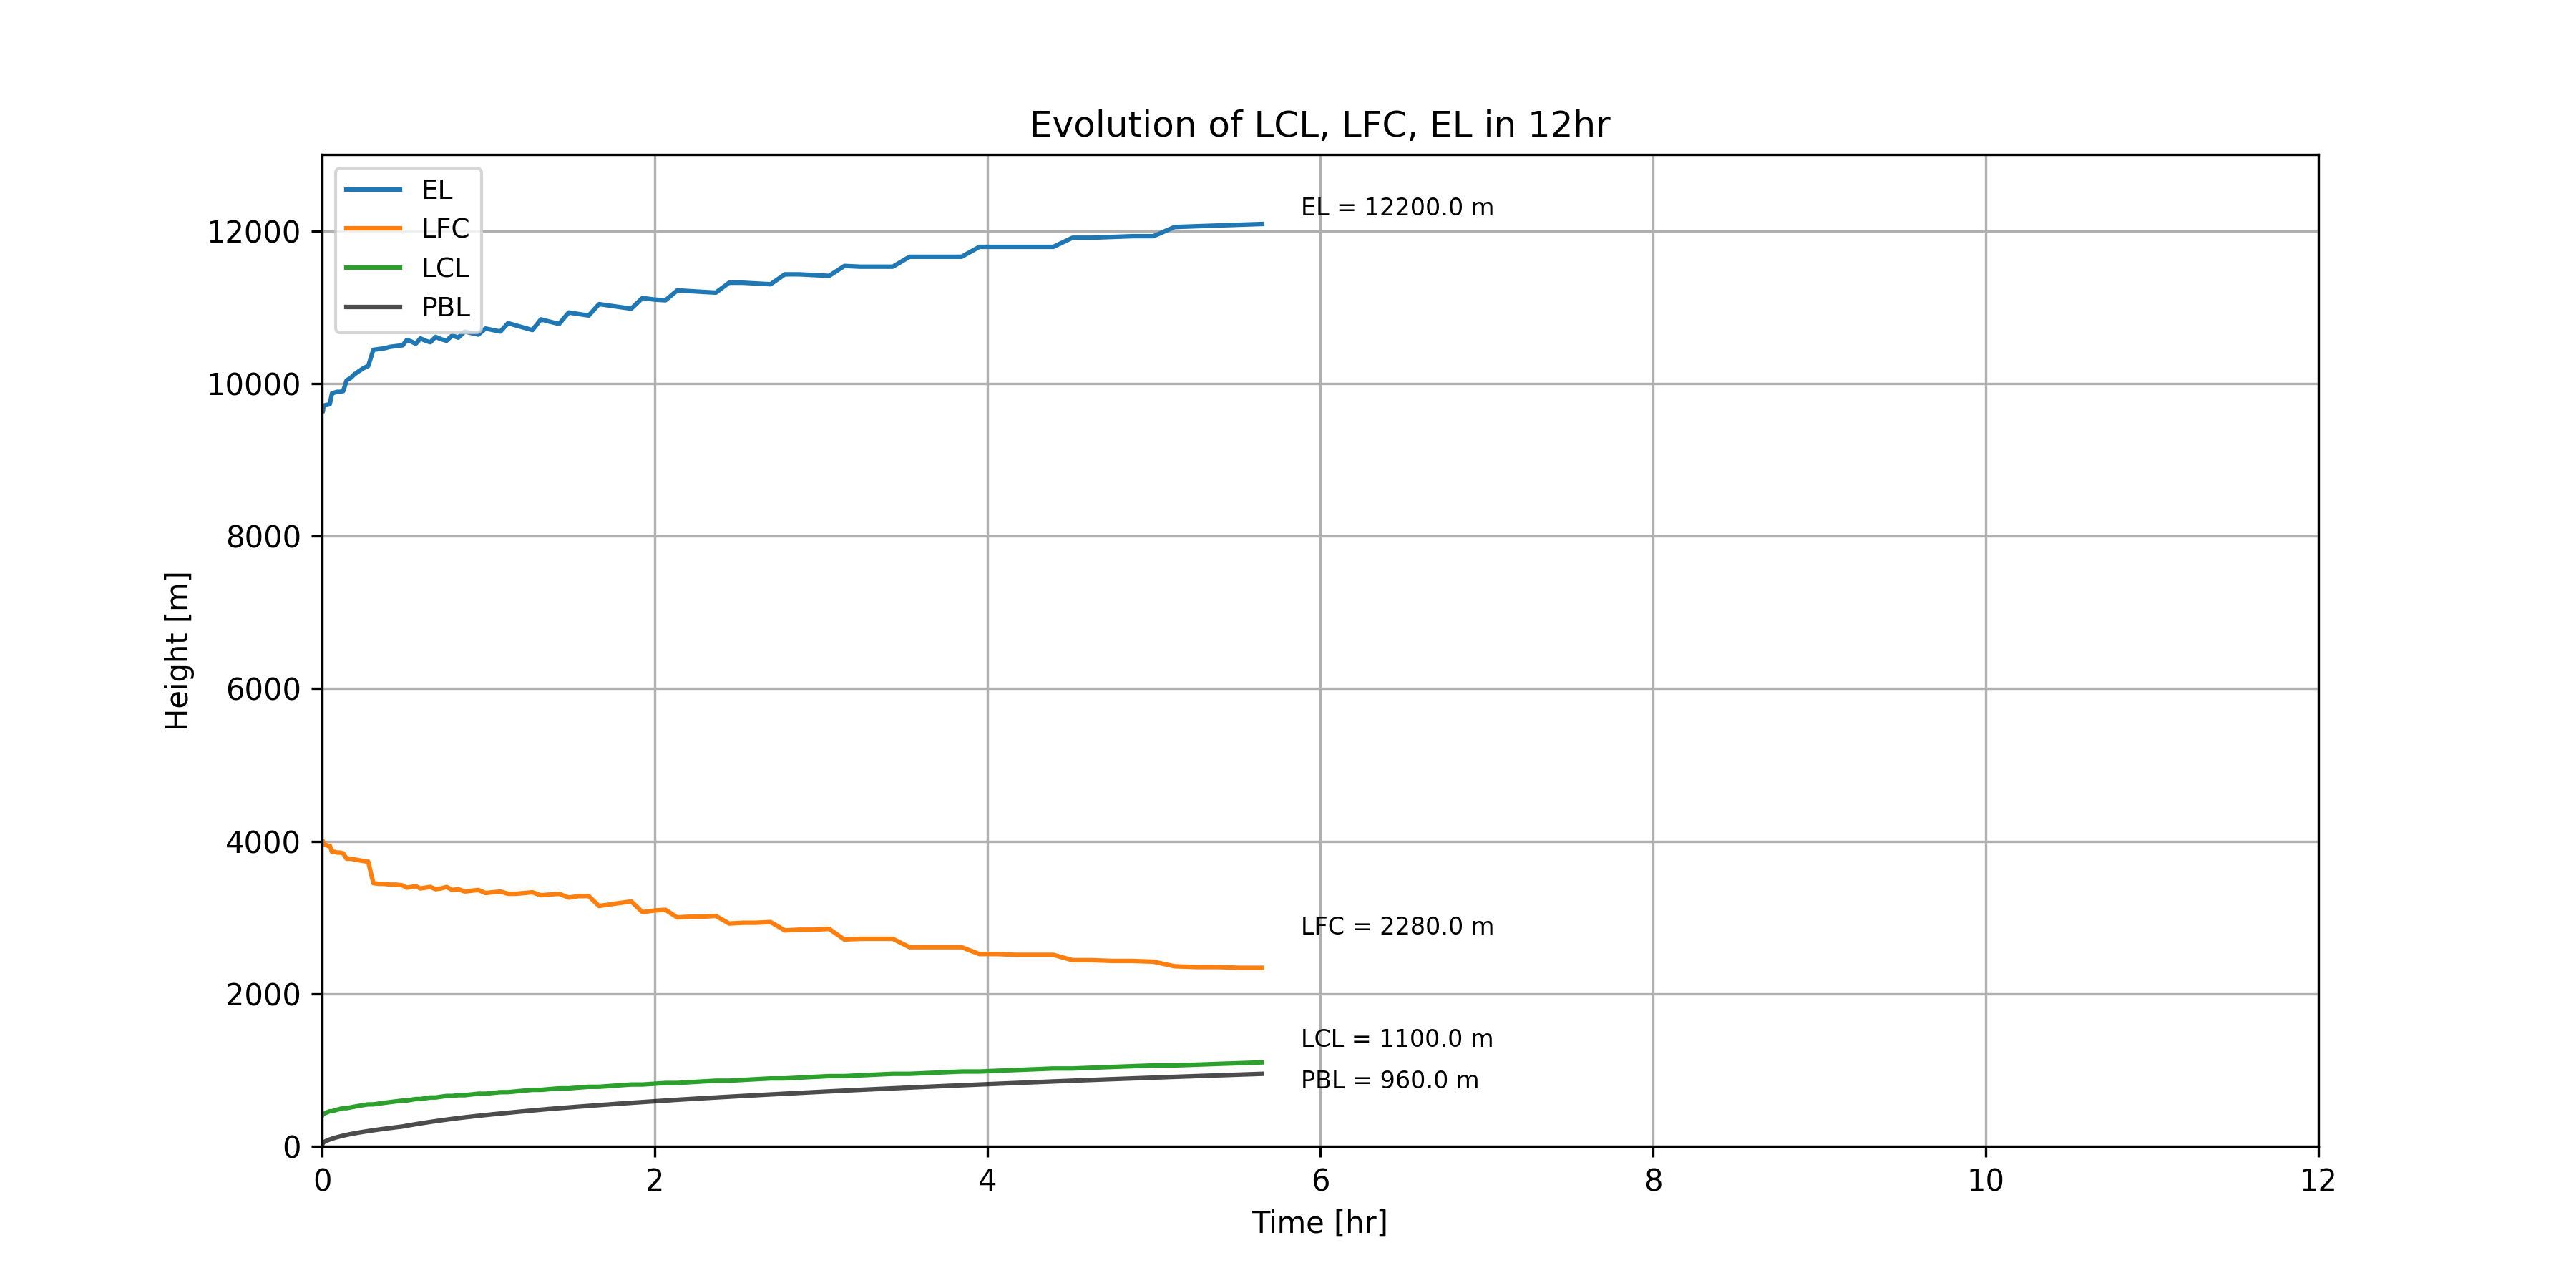 Evolution of LCL, LFC, EL in 12hr
EL
LFC
LCL
PBL
EL = 12200.0 m
LFC = 2280.0 m
LCL = 1100.0 m
PBL = 960.0 m
Height [m]
12000
10000
8000
6000
4000
2000
0
0 2 4 6 8 10 12
Time [hr]